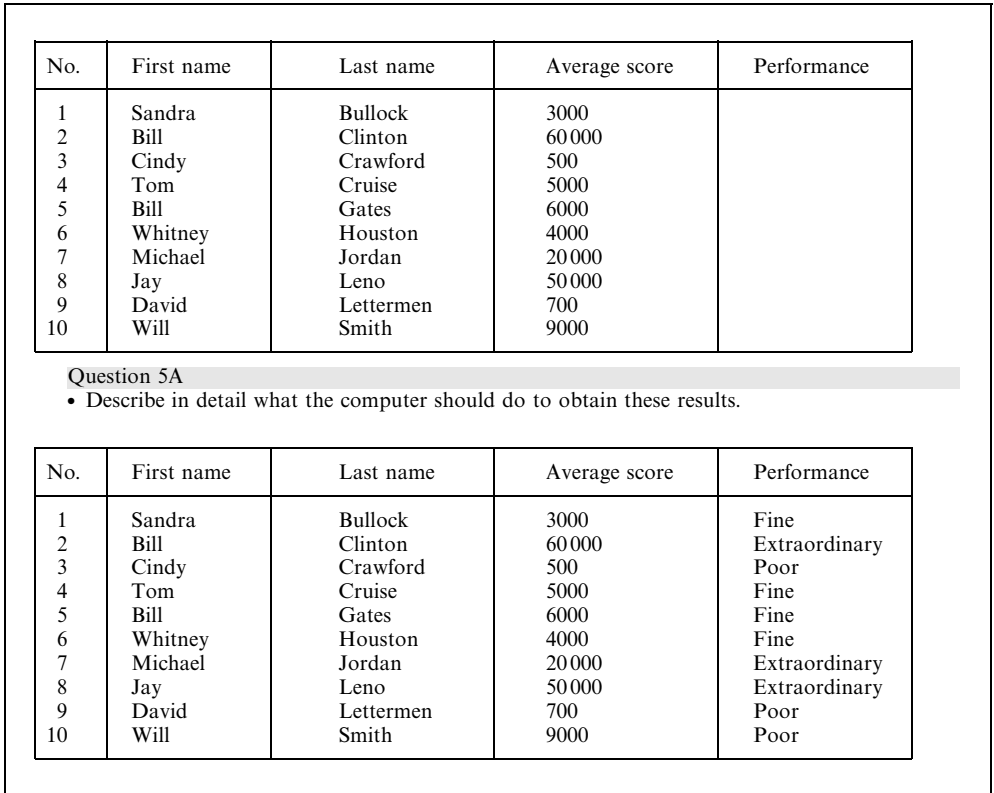 No. First name Last name Average score Performance
1 Sandra Bullock 3000
2 Bill Clinton 60 000
3 Cindy Crawford 500
4 Tom Cruise 5000
5 Bill Gates 6000
6 Whitney Houston 4000
7 Michael Jordan 20 000
8 Jay Leno 50 000
9 David Lettermen 700
10 Will Smith 9000
Question 5A
• Describe in detail what the computer should do to obtain these results.
No. First name Last name Average score Performance
1 Sandra Bullock 3000 Fine
2 Bill Clinton 60 000 Extraordinary
3 Cindy Crawford 500 Poor
4 Tom Cruise 5000 Fine
5 Bill Gates 6000 Fine
6 Whitney Houston 4000 Fine
7 Michael Jordan 20 000 Extraordinary
8 Jay Leno 50 000 Extraordinary
9 David Lettermen 700 Poor
10 Will Smith 9000 Poor